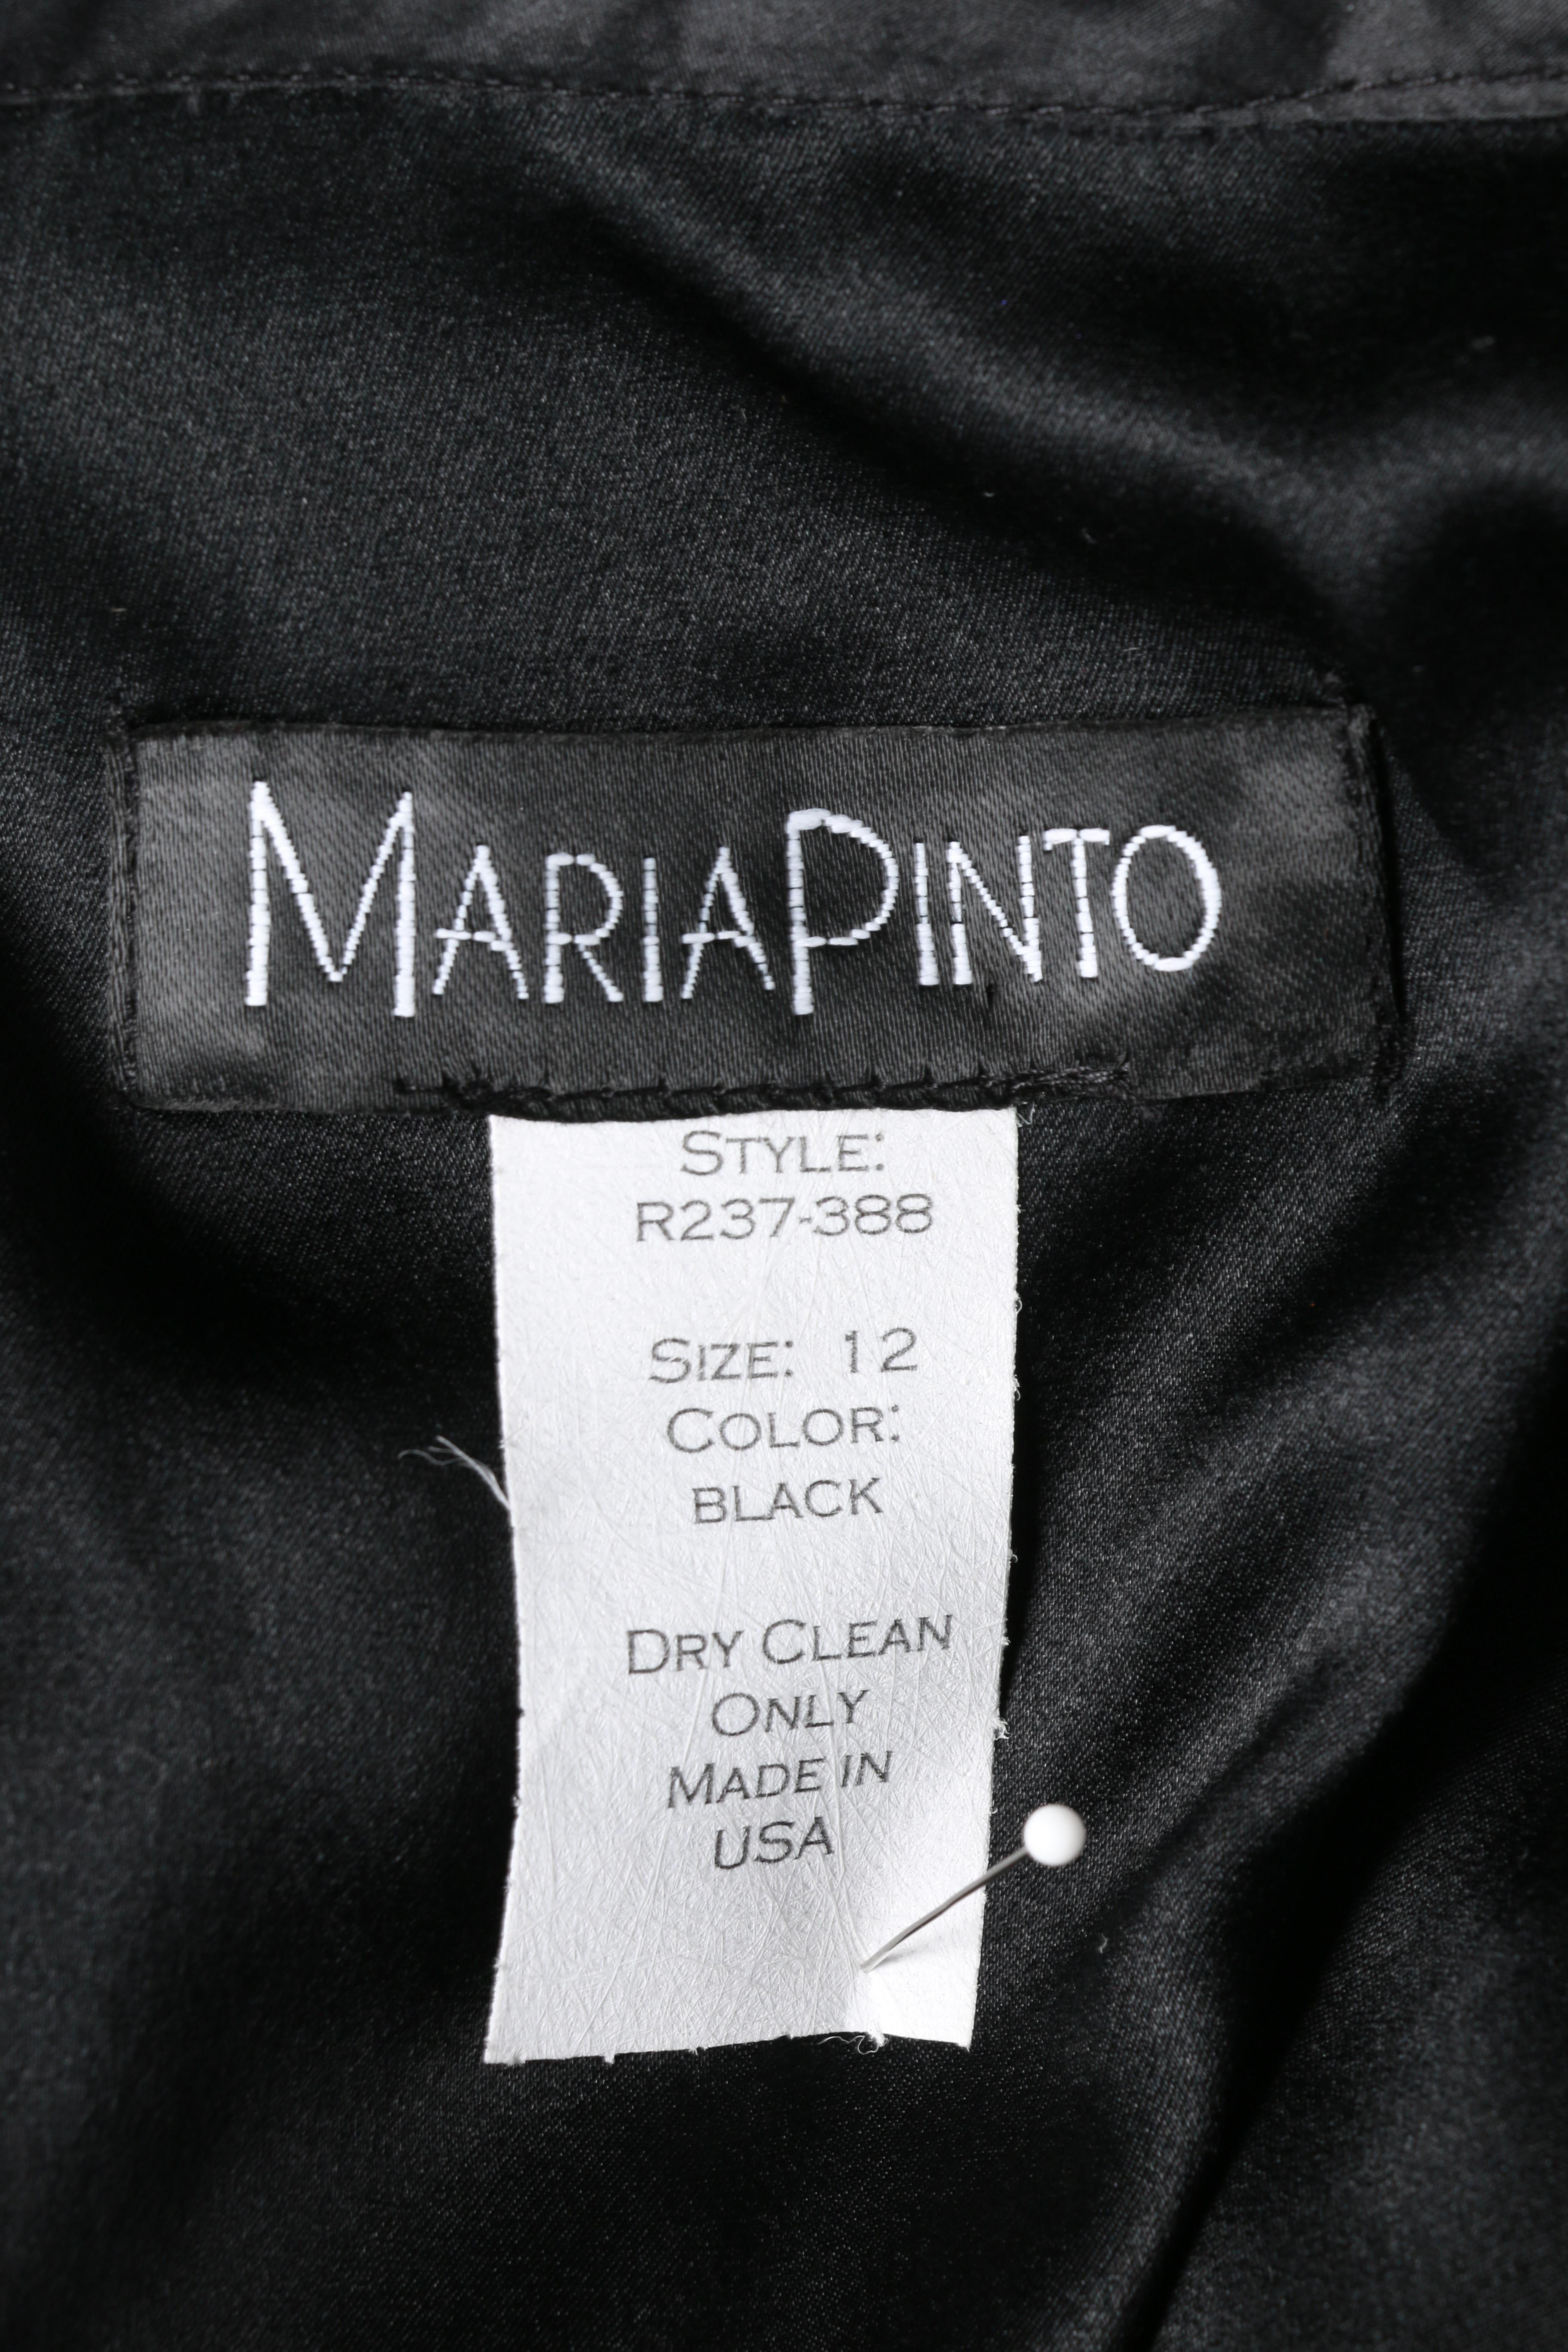 MARIAPINTO
STYLE:
R237-388
SIZE: 12
COLOR:
BLACK
DRY CLEAN
ONLY
MADE IN
USA